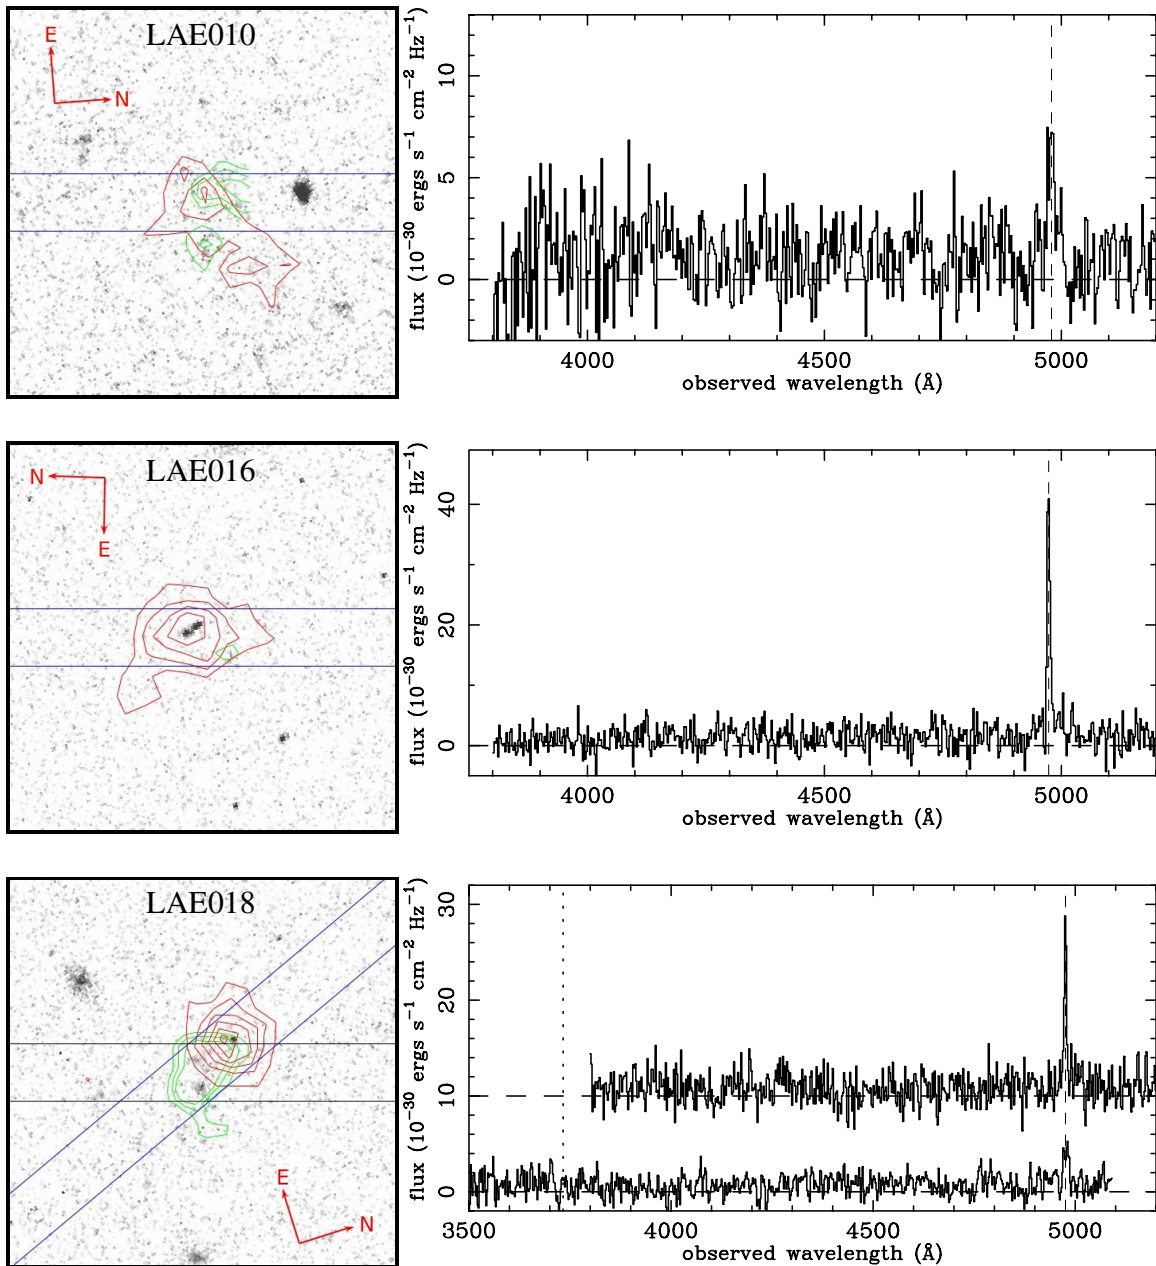 LAE010
E
N
flux (10−30 ergs s−1 cm−2 Hz−1)
10
5
0
4000 4500 5000
observed wavelength (Å)
LAE016
N
E
flux (10−30 ergs s−1 cm−2 Hz−1)
40
20
0
4000 4500 5000
observed wavelength (Å)
LAE018
E
N
flux (10−30 ergs s−1 cm−2 Hz−1)
30
20
10
0
3500 4000 4500 5000
observed wavelength (Å)